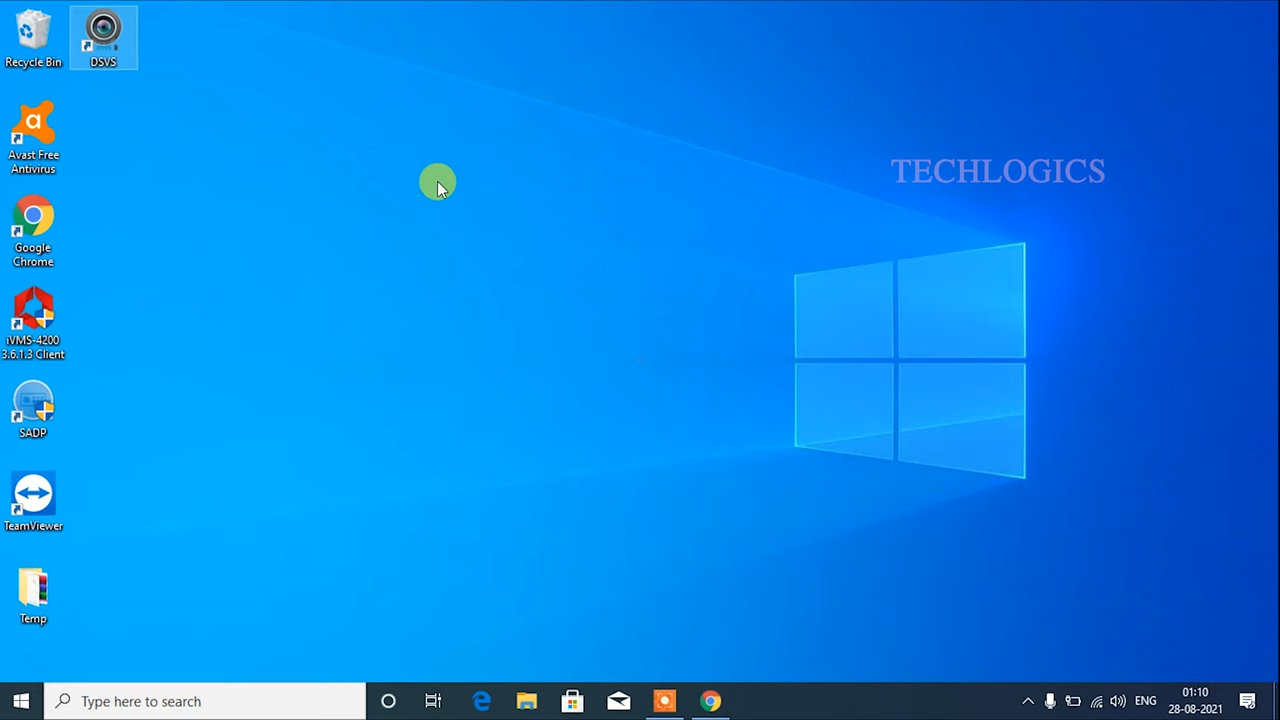 Recycle Bin
DSVS
Avast Free
Antivirus
Google
Chrome
iVMS-4200
3.6.1.3 Client
SADP
TeamViewer
Temp
TECHLOGICS
Type here to search
ENG
01:10
28-08-2021